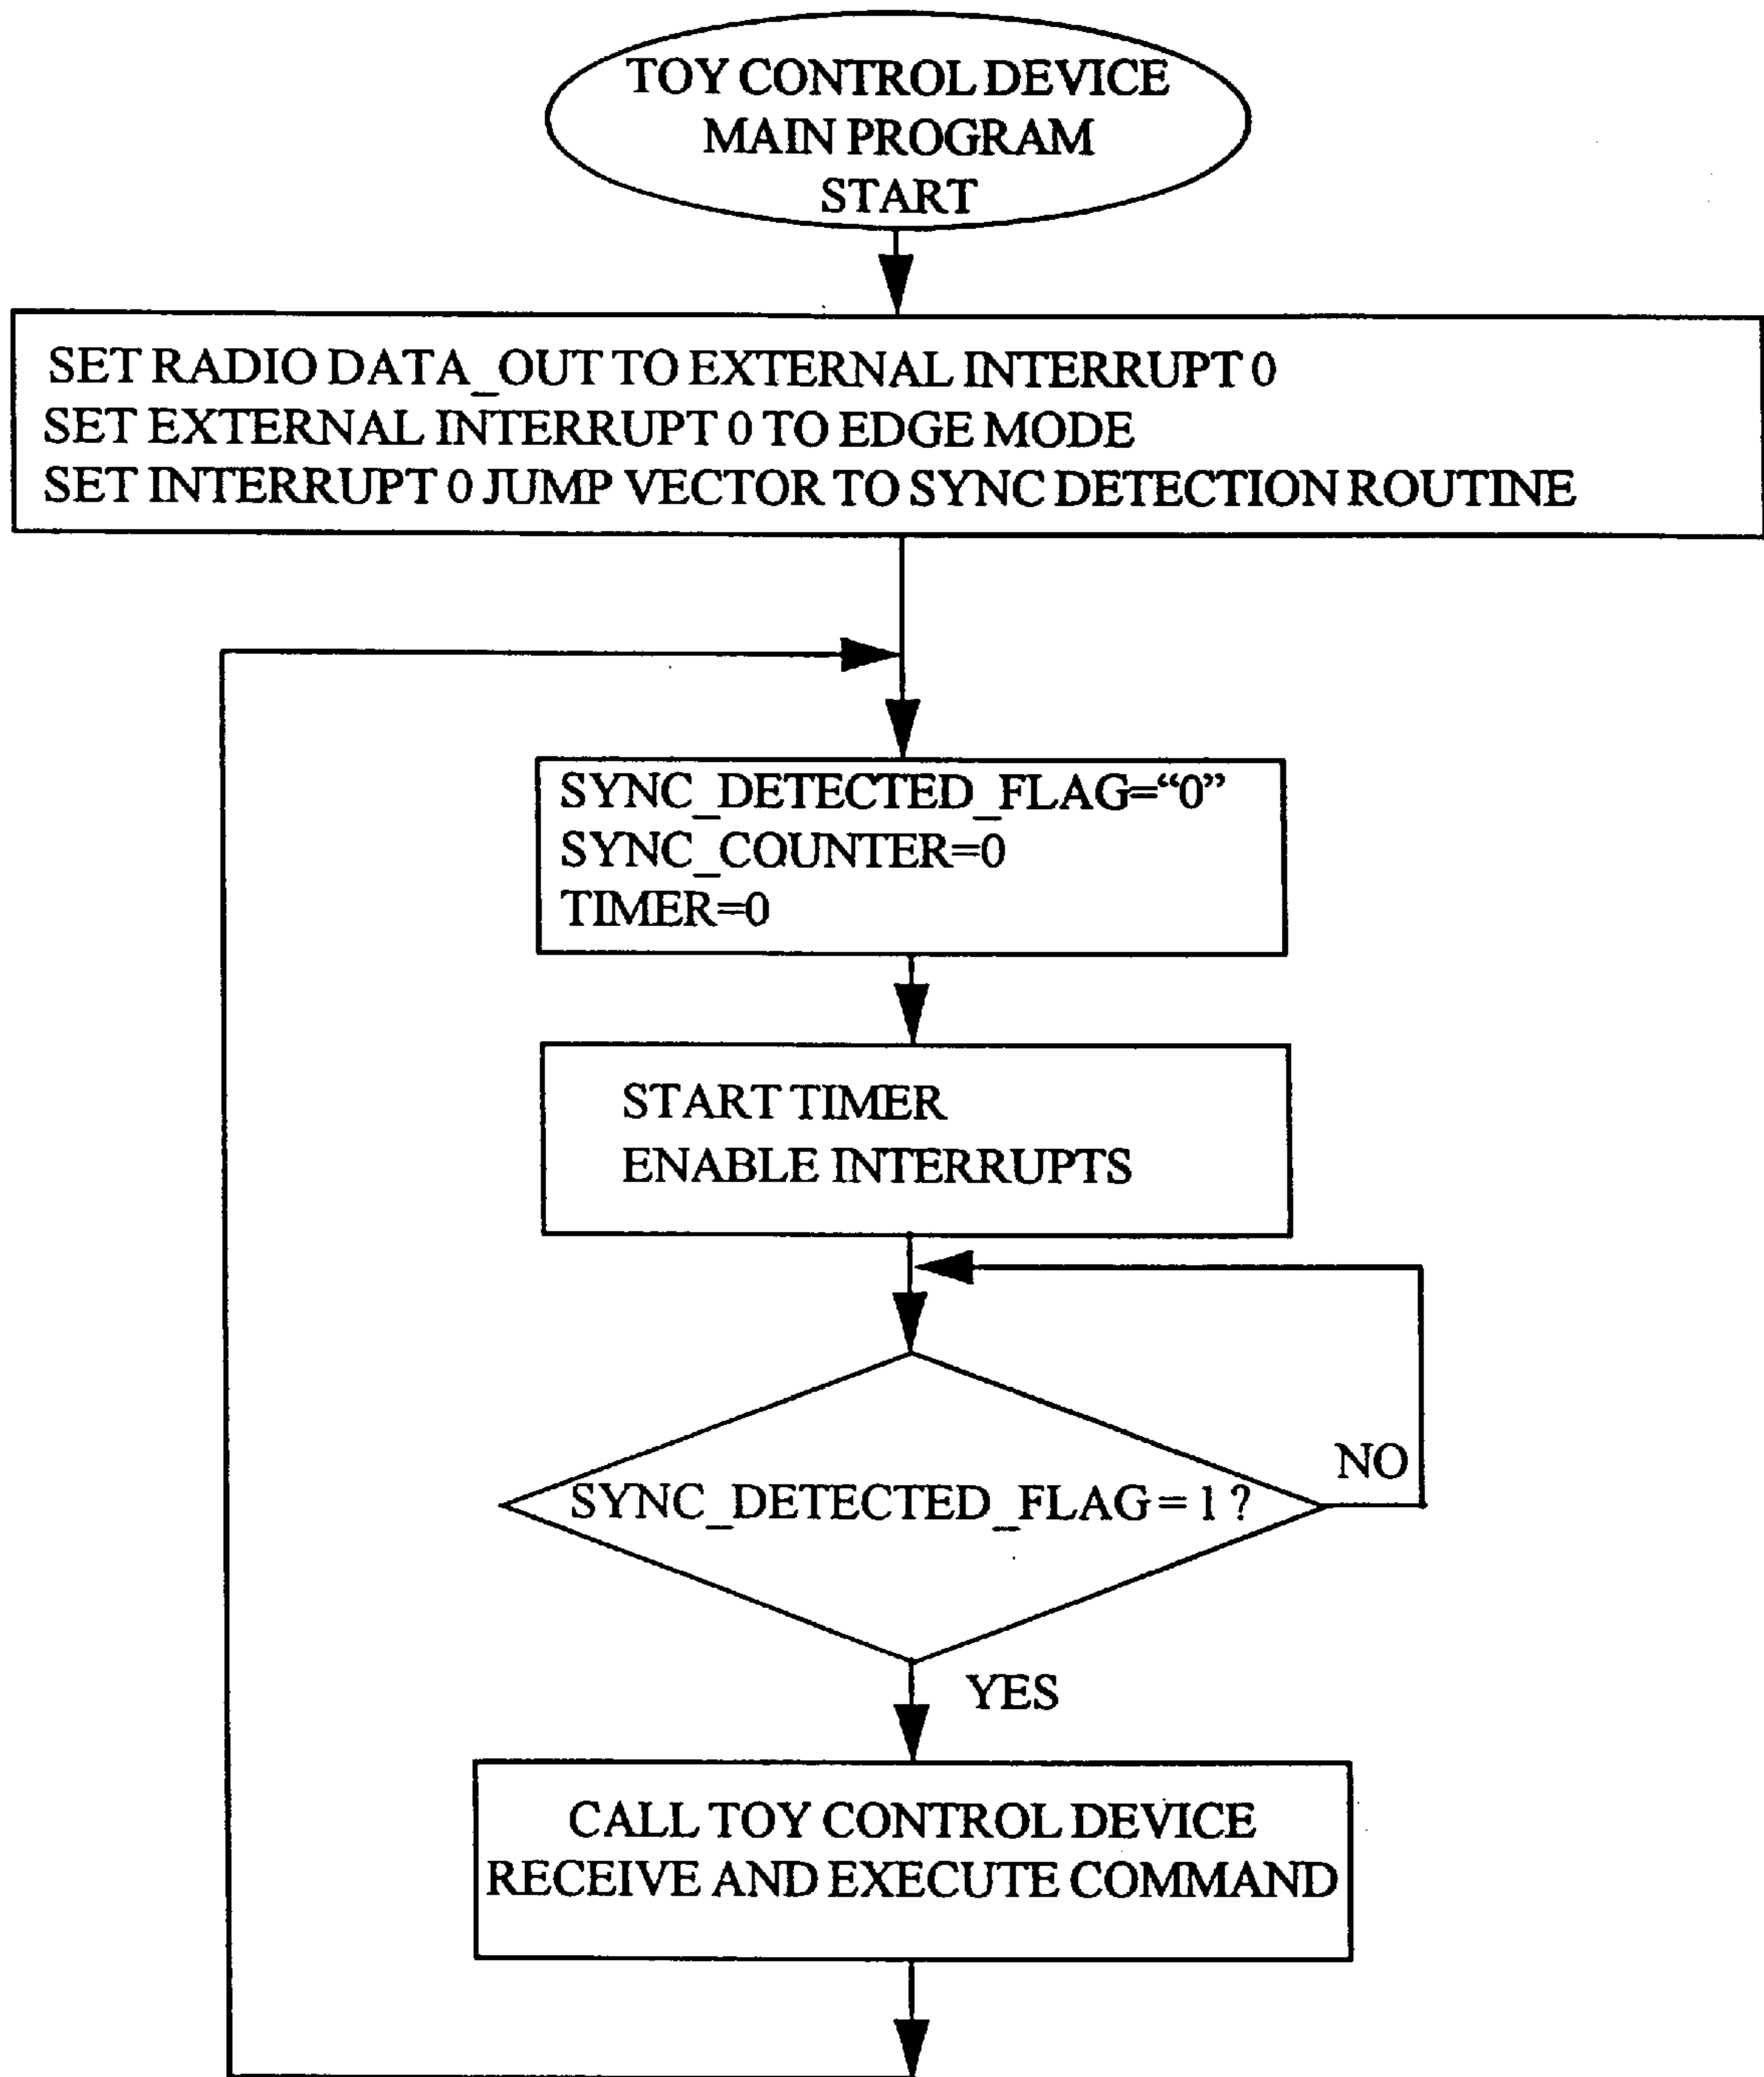 TOY CONTROL DEVICE
MAIN PROGRAM
START
SET RADIO DATA_OUT TO EXTERNAL INTERRUPT 0
SET EXTERNAL INTERRUPT 0 TO EDGE MODE
SET INTERRUPT 0 JUMP VECTOR TO SYNC DETECTION ROUTINE
SYNC_DETECTED_FLAG=“0”
SYNC_COUNTER=0
TIMER=0
START TIMER
ENABLE INTERRUPTS
NO
SYNC_DETECTED_FLAG = 1 ?
YES
CALL TOY CONTROL DEVICE
RECEIVE AND EXECUTE COMMAND